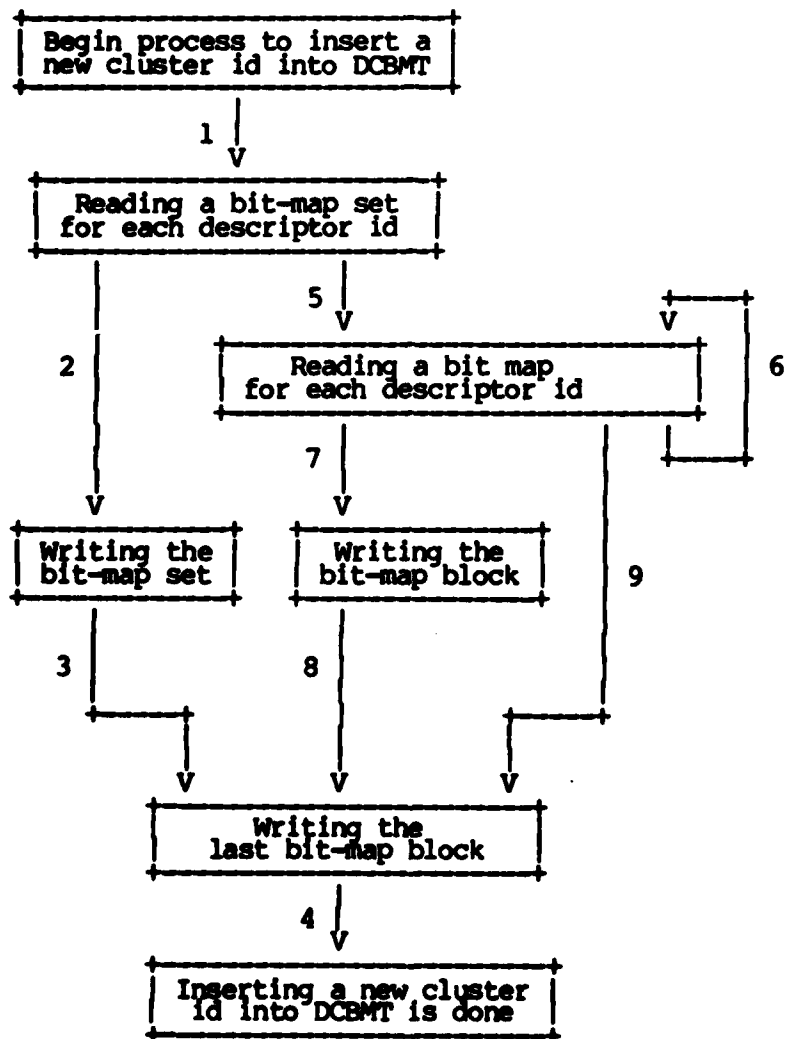 Begin process to insert a
new cluster id into DCBMT
1
V
Reading a bit-map set
for each descriptor id
5
V
V
2
Reading a bit map
for each descriptor id
6
7
V
V
Writing the
bit-map set
Writing the
bit-map block
9
3
8
V
V
V
Writing the
last bit-map block
4
V
Inserting a new cluster
id into DCBMT is done